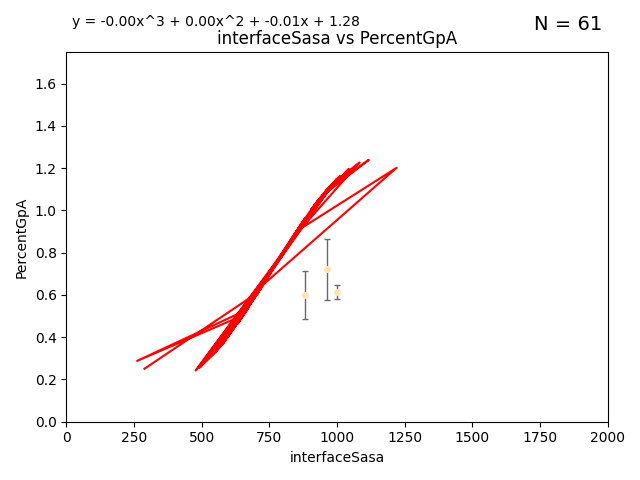 y = -0.00x^3 + 0.00x^2 + -0.01x + 1.28
N = 61
interfaceSasa vs PercentGpA
PercentGpA
1.6
1.4
1.2
1.0
0.8
0.6
0.4
0.2
0.0
0 250 500 750 1000 1250 1500 1750 2000
interfaceSasa